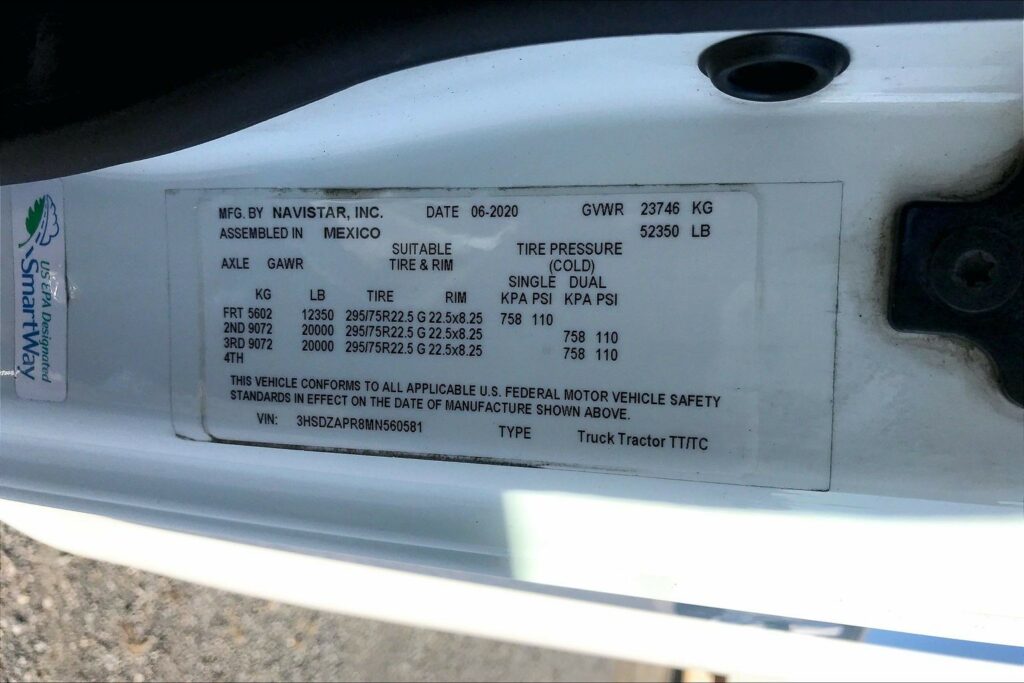 MFG. BY NAVISTAR, INC. DATE 06-2020 GVWR 23746 KG
ASSEMBLED IN MEXICO 52350 LB
SUITABLE TIRE PRESSURE
AXLE GAWR TIRE & RIM (COLD)
SINGLE DUAL
KG LB TIRE RIM KPA PSI KPA PSI
FRT 5602 12350 295/75R22.5 G 22.5x8.25 758 110
2ND 9072 20000 295/75R22.5 G 22.5x8.25 758 110
3RD 9072 20000 295/75R22.5 G 22.5x8.25 758 110
4TH
THIS VEHICLE CONFORMS TO ALL APPLICABLE U.S. FEDERAL MOTOR VEHICLE SAFETY
STANDARDS IN EFFECT ON THE DATE OF MANUFACTURE SHOWN ABOVE.
VIN: 3HSDZAPR8MN560581 TYPE Truck Tractor TT/TC
US EPA Designated
SmartWay